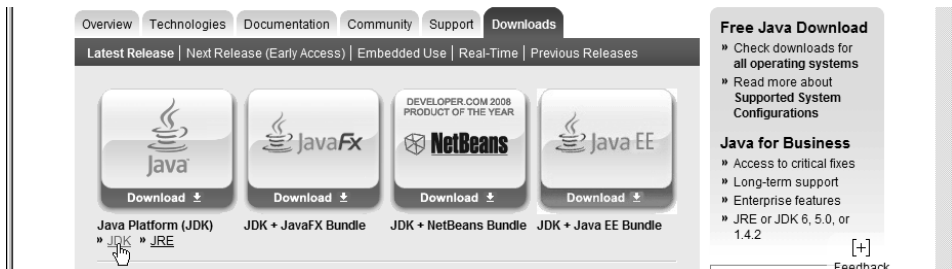 Overview Technologies Documentation Community Support Downloads
Latest Release | Next Release (Early Access) | Embedded Use | Real-Time | Previous Releases
Java
Download
Java Platform (JDK)
» JDK » JRE
JavaFX
Download
JDK + JavaFX Bundle
DEVELOPER.COM 2008
PRODUCT OF THE YEAR
NetBeans
Download
JDK + NetBeans Bundle
Java EE
Download
JDK + Java EE Bundle
Free Java Download
» Check downloads for
all operating systems
» Read more about
Supported System
Configurations
Java for Business
» Access to critical fixes
» Long-term support
» Enterprise features
» JRE or JDK 6, 5.0, or
1.4.2
[+]
Feedback